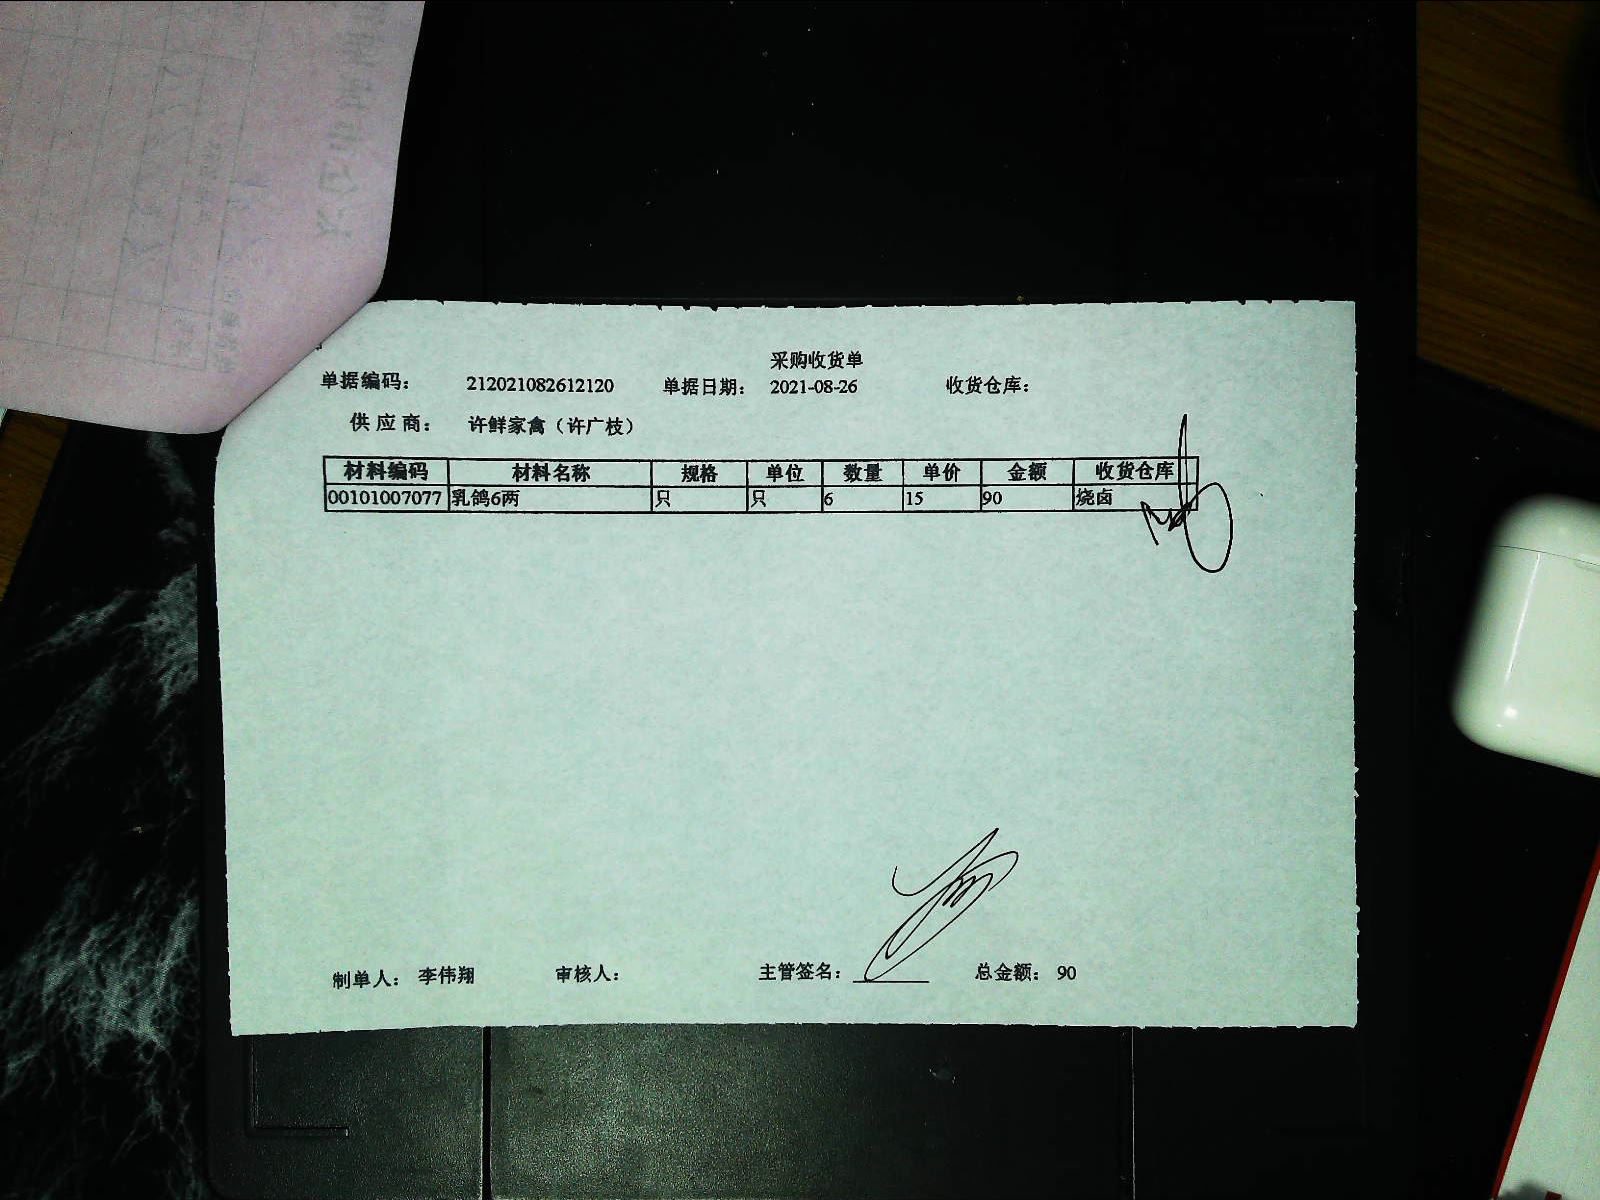 采购收货单
单据编码： 212021082612120 单据日期： 2021-08-26 收货仓库：
供应商： 许鲜家禽（许广枝）
材料编码 材料名称 规格 单位 数量 单价 金额 收货仓库
00101007077 乳鸽6两 只 只 6 15 90 烧卤
制单人： 李伟翔 审核人： 主管签名： 总金额： 90